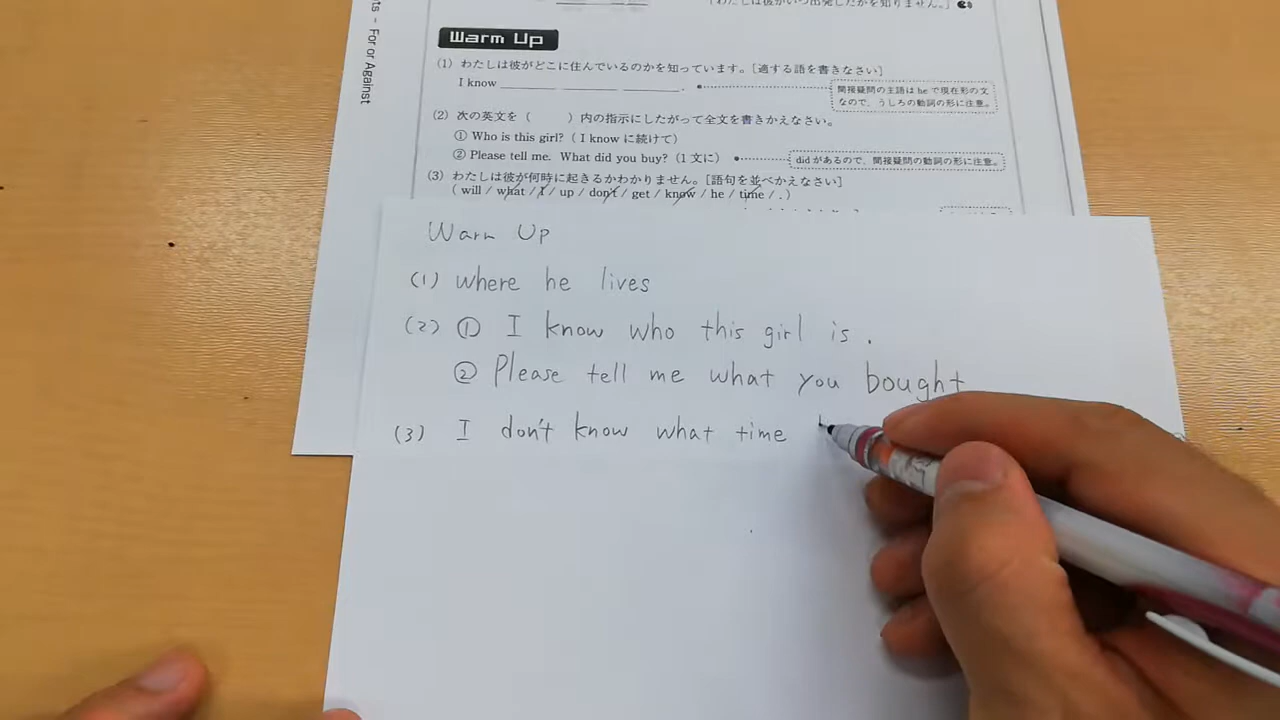 ts - For or Against
「わたしは彼がいつ出発したかを知りません。」
Warm Up
(1) わたしは彼がどこに住んでいるのかを知っています。[適する語を書きなさい]
I know ________ ________ ________.
間接疑問の主語は he で現在形の文
なので、うしろの動詞の形に注意。
(2) 次の英文を ( ) 内の指示にしたがって全文を書きかえなさい。
① Who is this girl? ( I know に続けて)
② Please tell me. What did you buy? (1 文に)
did があるので、間接疑問の動詞の形に注意。
(3) わたしは彼が何時に起きるかわかりません。[語句を並べかえなさい]
( will / what / I / up / don't / get / know / he / time / . )
Warm Up
(1) where he lives
(2) ① I know who this girl is.
② Please tell me what you bought
(3) I don't know what time